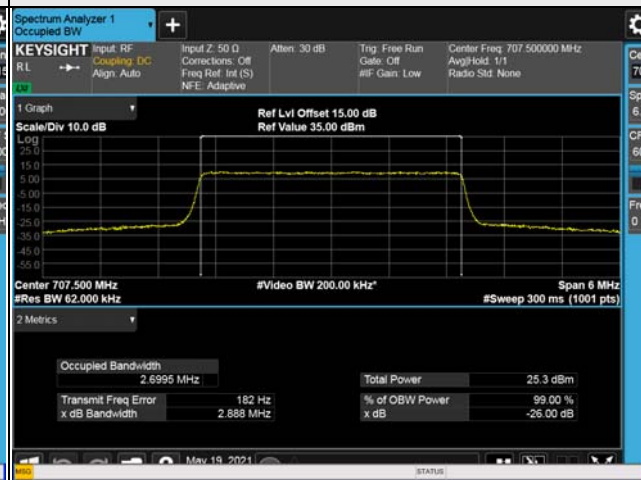 Spectrum Analyzer 1
Occupied BW
KEYSIGHT
RL
LXI
Input: RF
Coupling: DC
Align: Auto
Input Z: 50 Ω
Corrections: Off
Freq Ref: Int (S)
NFE: Adaptive
Atten: 30 dB
Trig: Free Run
Gate: Off
#IF Gain: Low
Center Freq: 707.500000 MHz
Avg|Hold: 1/1
Radio Std: None
1 Graph
Scale/Div 10.0 dB
Ref Lvl Offset 15.00 dB
Ref Value 35.00 dBm
Log
25.0
15.0
5.00
-5.00
-15.0
-25.0
-35.0
-45.0
-55.0
Center 707.500 MHz
#Video BW 200.00 kHz*
Span 6 MHz
#Res BW 62.000 kHz
#Sweep 300 ms (1001 pts)
2 Metrics
Occupied Bandwidth
2.6995 MHz
Total Power 25.3 dBm
Transmit Freq Error 182 Hz
% of OBW Power 99.00 %
x dB Bandwidth 2.888 MHz
x dB -26.00 dB
May 19, 2021
MSG
STATUS